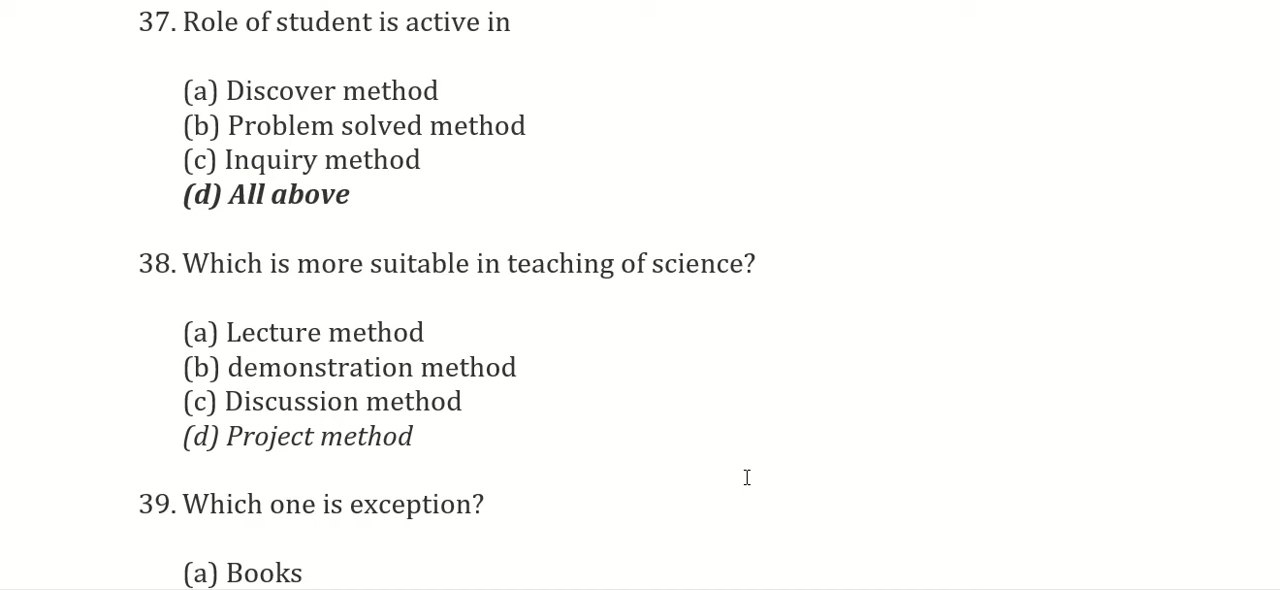 37. Role of student is active in
(a) Discover method
(b) Problem solved method
(c) Inquiry method
(d) All above
38. Which is more suitable in teaching of science?
(a) Lecture method
(b) demonstration method
(c) Discussion method
(d) Project method
39. Which one is exception?
(a) Books